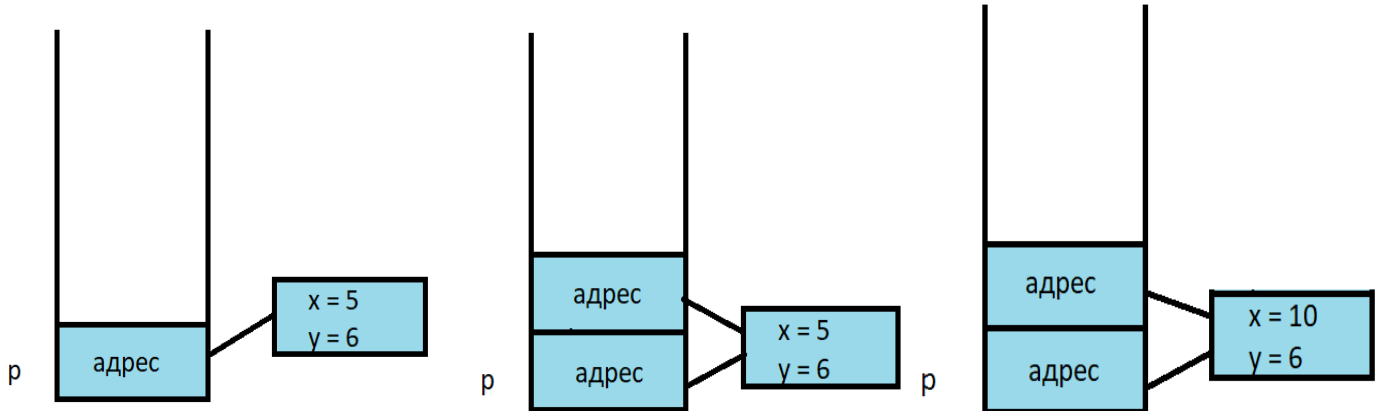 p
адрес
x = 5
y = 6
p
адрес
адрес
x = 5
y = 6
p
адрес
адрес
x = 10
y = 6